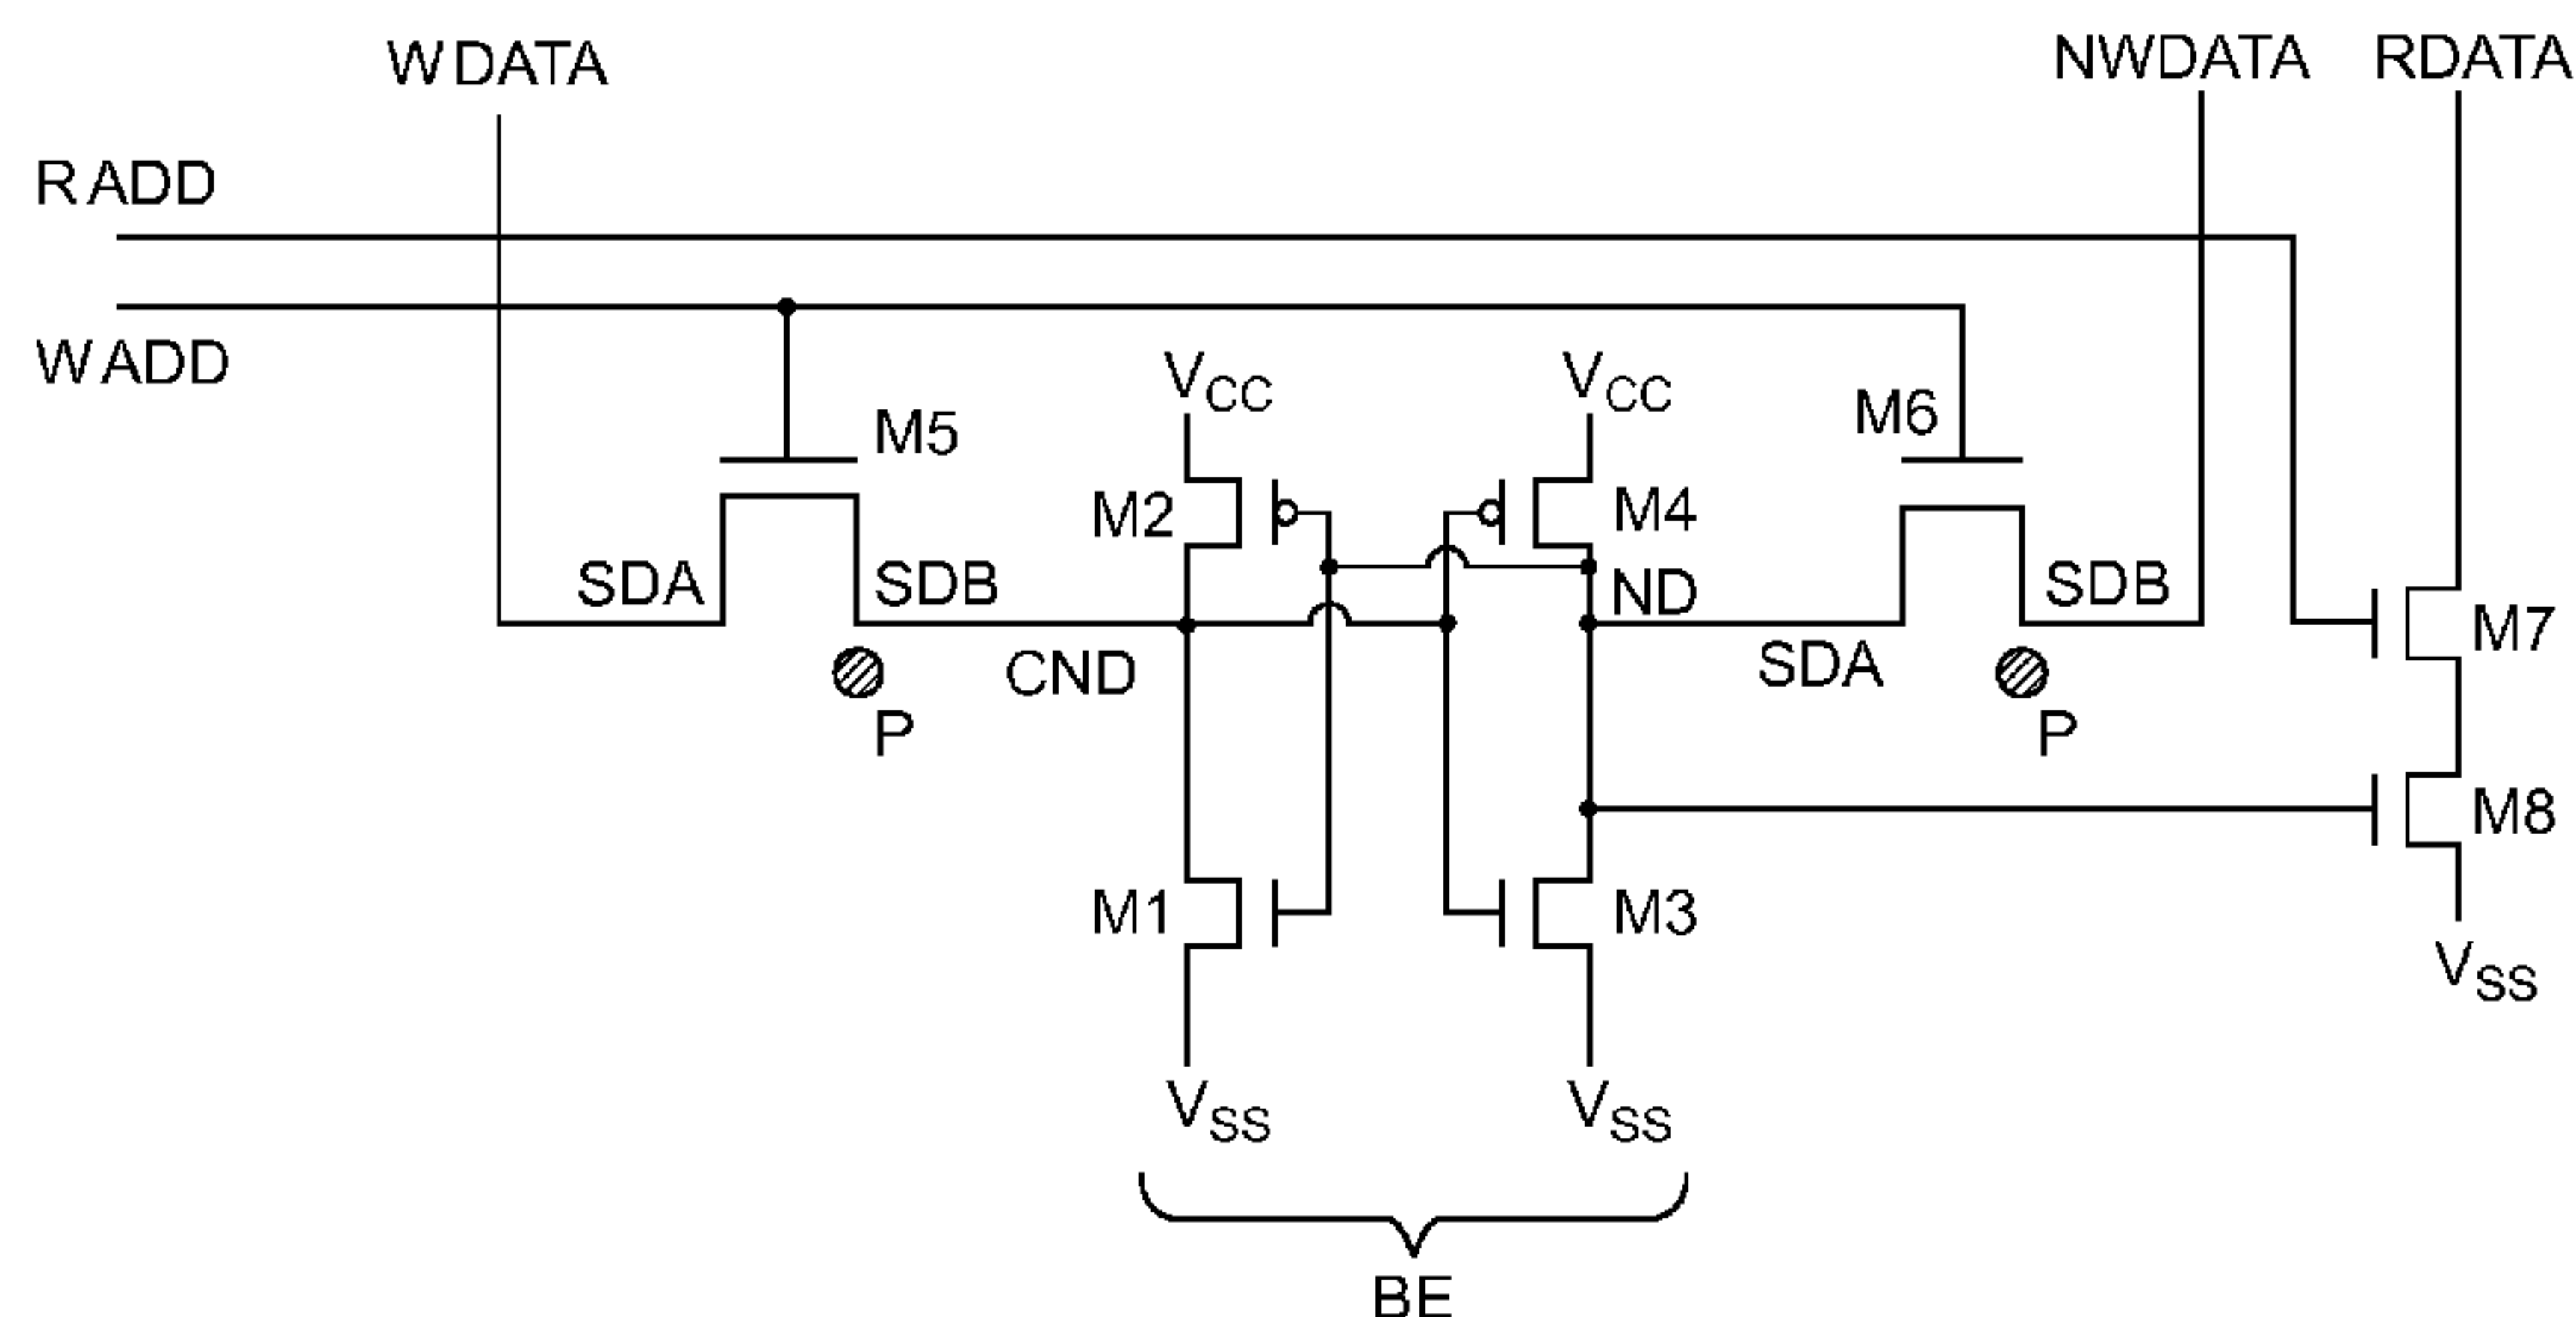 WDATA
NWDATA
RDATA
RADD
WADD
VCC
VCC
M5
M6
M2
M4
SDA
SDB
ND
SDB
CND
SDA
M7
P
P
M8
M1
M3
VSS
VSS
VSS
BE